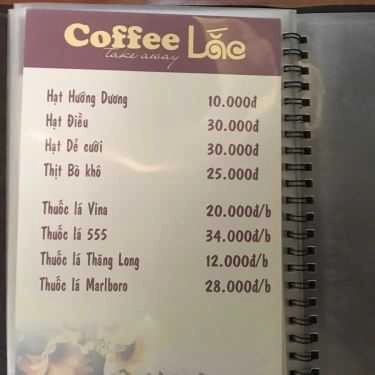 Coffee Lắc
take away
Hạt Hướng Dương 10.000đ
Hạt Điều 30.000đ
Hạt Dẻ cười 30.000đ
Thịt Bò khô 25.000đ
Thuốc lá Vina 20.000đ/b
Thuốc lá 555 34.000đ/b
Thuốc lá Thăng Long 12.000đ/b
Thuốc lá Marlboro 28.000đ/b